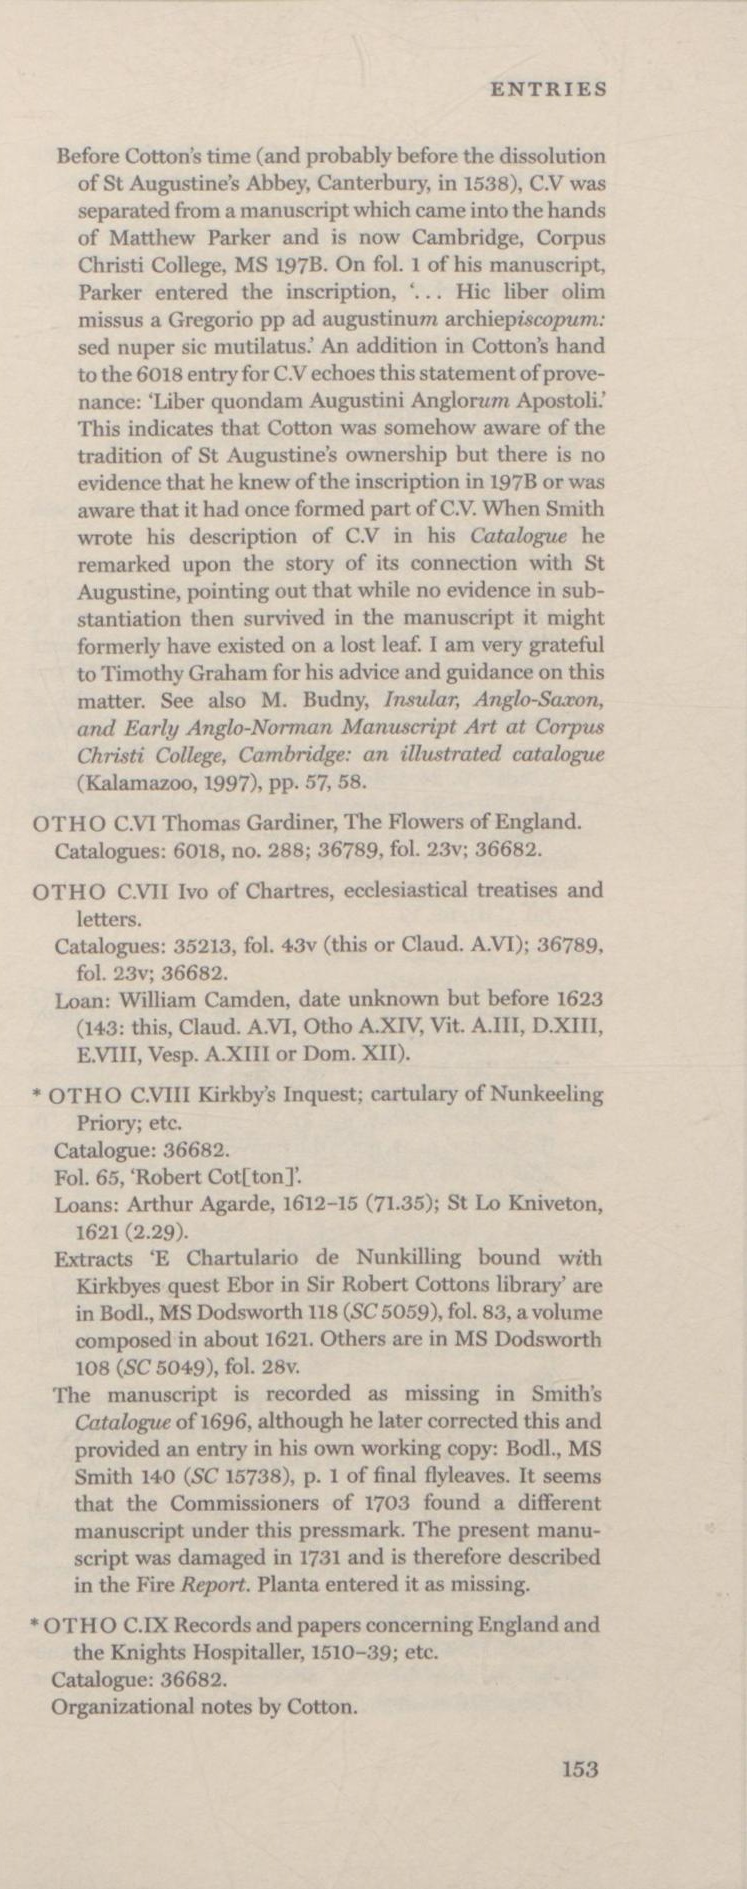 ENTRIES
Before Cotton's time (and probably before the dissolution
of St Augustine's Abbey, Canterbury, in 1538), C.V was
separated from a manuscript which came into the hands
of Matthew Parker and is now Cambridge, Corpus
Christi College, MS 197B. On fol. 1 of his manuscript,
Parker entered the inscription, ‘... Hic liber olim
missus a Gregorio pp ad augustinum archiepiscopum:
sed nuper sic mutilatus.’ An addition in Cotton's hand
to the 6018 entry for C.V echoes this statement of prove-
nance: ‘Liber quondam Augustini Anglorum Apostoli.’
This indicates that Cotton was somehow aware of the
tradition of St Augustine's ownership but there is no
evidence that he knew of the inscription in 197B or was
aware that it had once formed part of C.V. When Smith
wrote his description of C.V in his Catalogue he
remarked upon the story of its connection with St
Augustine, pointing out that while no evidence in sub-
stantiation then survived in the manuscript it might
formerly have existed on a lost leaf. I am very grateful
to Timothy Graham for his advice and guidance on this
matter. See also M. Budny, Insular, Anglo-Saxon,
and Early Anglo-Norman Manuscript Art at Corpus
Christi College, Cambridge: an illustrated catalogue
(Kalamazoo, 1997), pp. 57, 58.
OTHO C.VI Thomas Gardiner, The Flowers of England.
Catalogues: 6018, no. 288; 36789, fol. 23v; 36682.
OTHO C.VII Ivo of Chartres, ecclesiastical treatises and
letters.
Catalogues: 35213, fol. 43v (this or Claud. A.VI); 36789,
fol. 23v; 36682.
Loan: William Camden, date unknown but before 1623
(143: this, Claud. A.VI, Otho A.XIV, Vit. A.III, D.XIII,
E.VIII, Vesp. A.XIII or Dom. XII).
* OTHO C.VIII Kirkby's Inquest; cartulary of Nunkeeling
Priory; etc.
Catalogue: 36682.
Fol. 65, ‘Robert Cot[ton]’.
Loans: Arthur Agarde, 1612–15 (71.35); St Lo Kniveton,
1621 (2.29).
Extracts ‘E Chartulario de Nunkilling bound with
Kirkbyes quest Ebor in Sir Robert Cottons library’ are
in Bodl., MS Dodsworth 118 (SC 5059), fol. 83, a volume
composed in about 1621. Others are in MS Dodsworth
108 (SC 5049), fol. 28v.
The manuscript is recorded as missing in Smith's
Catalogue of 1696, although he later corrected this and
provided an entry in his own working copy: Bodl., MS
Smith 140 (SC 15738), p. 1 of final flyleaves. It seems
that the Commissioners of 1703 found a different
manuscript under this pressmark. The present manu-
script was damaged in 1731 and is therefore described
in the Fire Report. Planta entered it as missing.
* OTHO C.IX Records and papers concerning England and
the Knights Hospitaller, 1510–39; etc.
Catalogue: 36682.
Organizational notes by Cotton.
153